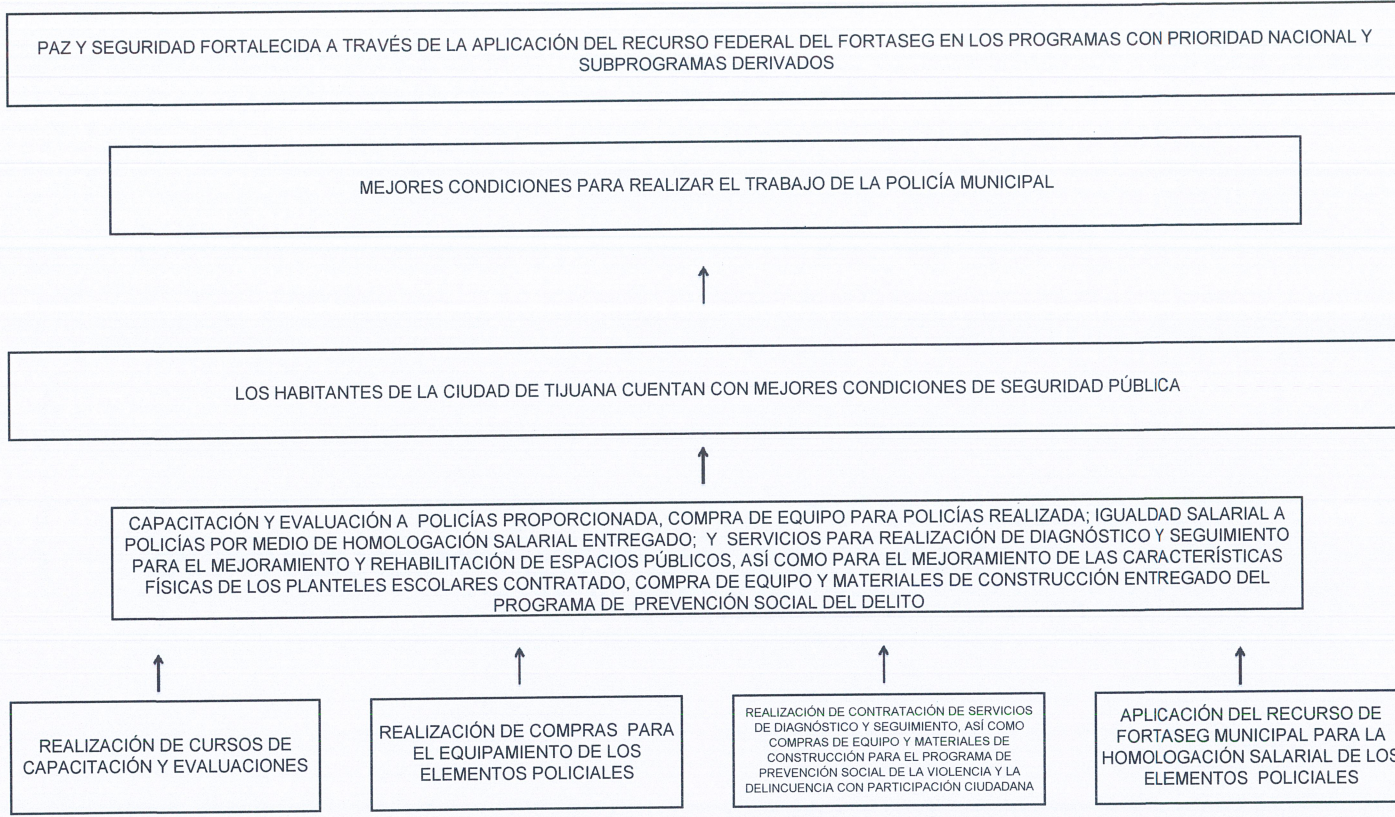 PAZ Y SEGURIDAD FORTALECIDA A TRAVÉS DE LA APLICACIÓN DEL RECURSO FEDERAL DEL FORTASEG EN LOS PROGRAMAS CON PRIORIDAD NACIONAL Y
SUBPROGRAMAS DERIVADOS
MEJORES CONDICIONES PARA REALIZAR EL TRABAJO DE LA POLICÍA MUNICIPAL
LOS HABITANTES DE LA CIUDAD DE TIJUANA CUENTAN CON MEJORES CONDICIONES DE SEGURIDAD PÚBLICA
CAPACITACIÓN Y EVALUACIÓN A POLICÍAS PROPORCIONADA, COMPRA DE EQUIPO PARA POLICÍAS REALIZADA; IGUALDAD SALARIAL A
POLICÍAS POR MEDIO DE HOMOLOGACIÓN SALARIAL ENTREGADO; Y SERVICIOS PARA REALIZACIÓN DE DIAGNÓSTICO Y SEGUIMIENTO
PARA EL MEJORAMIENTO Y REHABILITACIÓN DE ESPACIOS PÚBLICOS, ASÍ COMO PARA EL MEJORAMIENTO DE LAS CARACTERÍSTICAS
FÍSICAS DE LOS PLANTELES ESCOLARES CONTRATADO, COMPRA DE EQUIPO Y MATERIALES DE CONSTRUCCIÓN ENTREGADO DEL
PROGRAMA DE PREVENCIÓN SOCIAL DEL DELITO
REALIZACIÓN DE CURSOS DE
CAPACITACIÓN Y EVALUACIONES
REALIZACIÓN DE COMPRAS PARA
EL EQUIPAMIENTO DE LOS
ELEMENTOS POLICIALES
REALIZACIÓN DE CONTRATACIÓN DE SERVICIOS
DE DIAGNÓSTICO Y SEGUIMIENTO, ASÍ COMO
COMPRAS DE EQUIPO Y MATERIALES DE
CONSTRUCCIÓN PARA EL PROGRAMA DE
PREVENCIÓN SOCIAL DE LA VIOLENCIA Y LA
DELINCUENCIA CON PARTICIPACIÓN CIUDADANA
APLICACIÓN DEL RECURSO DE
FORTASEG MUNICIPAL PARA LA
HOMOLOGACIÓN SALARIAL DE LOS
ELEMENTOS POLICIALES